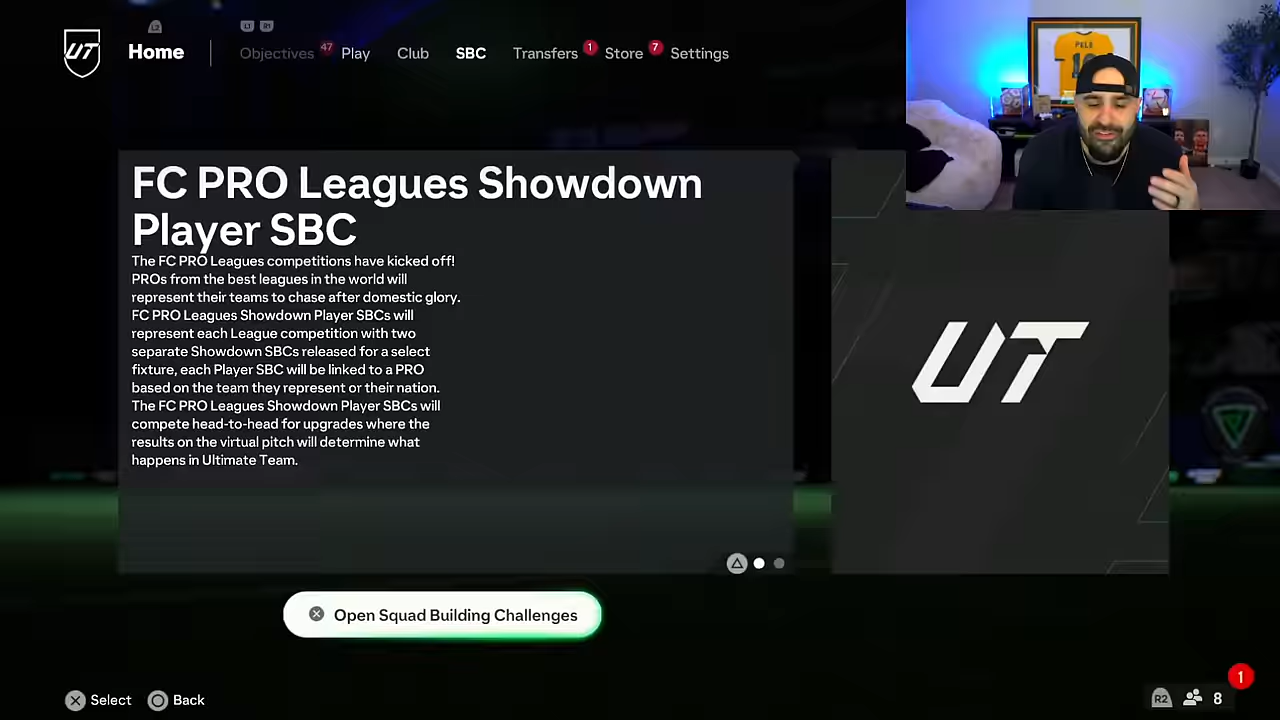 L2
L1 R1
UT Home Objectives 47 Play Club SBC Transfers 1 Store 7 Settings
PELE
10
FC PRO Leagues Showdown
Player SBC
The FC PRO Leagues competitions have kicked off!
PROs from the best leagues in the world will
represent their teams to chase after domestic glory.
FC PRO Leagues Showdown Player SBCs will
represent each League competition with two
separate Showdown SBCs released for a select
fixture, each Player SBC will be linked to a PRO
based on the team they represent or their nation.
The FC PRO Leagues Showdown Player SBCs will
compete head-to-head for upgrades where the
results on the virtual pitch will determine what
happens in Ultimate Team.
UT
Open Squad Building Challenges
Select Back
R2 8
1